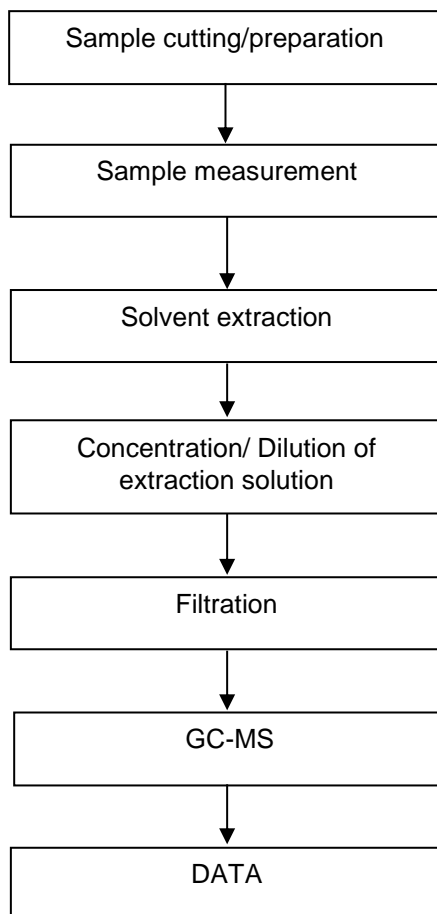 Sample cutting/preparation
Sample measurement
Solvent extraction
Concentration/ Dilution of
extraction solution
Filtration
GC-MS
DATA